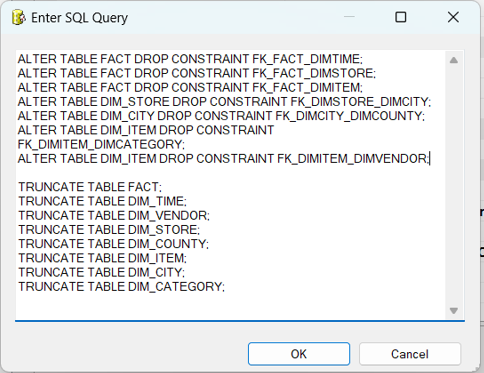 Enter SQL Query
ALTER TABLE FACT DROP CONSTRAINT FK_FACT_DIMTIME;
ALTER TABLE FACT DROP CONSTRAINT FK_FACT_DIMSTORE;
ALTER TABLE FACT DROP CONSTRAINT FK_FACT_DIMITEM;
ALTER TABLE DIM_STORE DROP CONSTRAINT FK_DIMSTORE_DIMCITY;
ALTER TABLE DIM_CITY DROP CONSTRAINT FK_DIMCITY_DIMCOUNTY;
ALTER TABLE DIM_ITEM DROP CONSTRAINT
FK_DIMITEM_DIMCATEGORY;
ALTER TABLE DIM_ITEM DROP CONSTRAINT FK_DIMITEM_DIMVENDOR;
TRUNCATE TABLE FACT;
TRUNCATE TABLE DIM_TIME;
TRUNCATE TABLE DIM_VENDOR;
TRUNCATE TABLE DIM_STORE;
TRUNCATE TABLE DIM_COUNTY;
TRUNCATE TABLE DIM_ITEM;
TRUNCATE TABLE DIM_CITY;
TRUNCATE TABLE DIM_CATEGORY;
OK Cancel